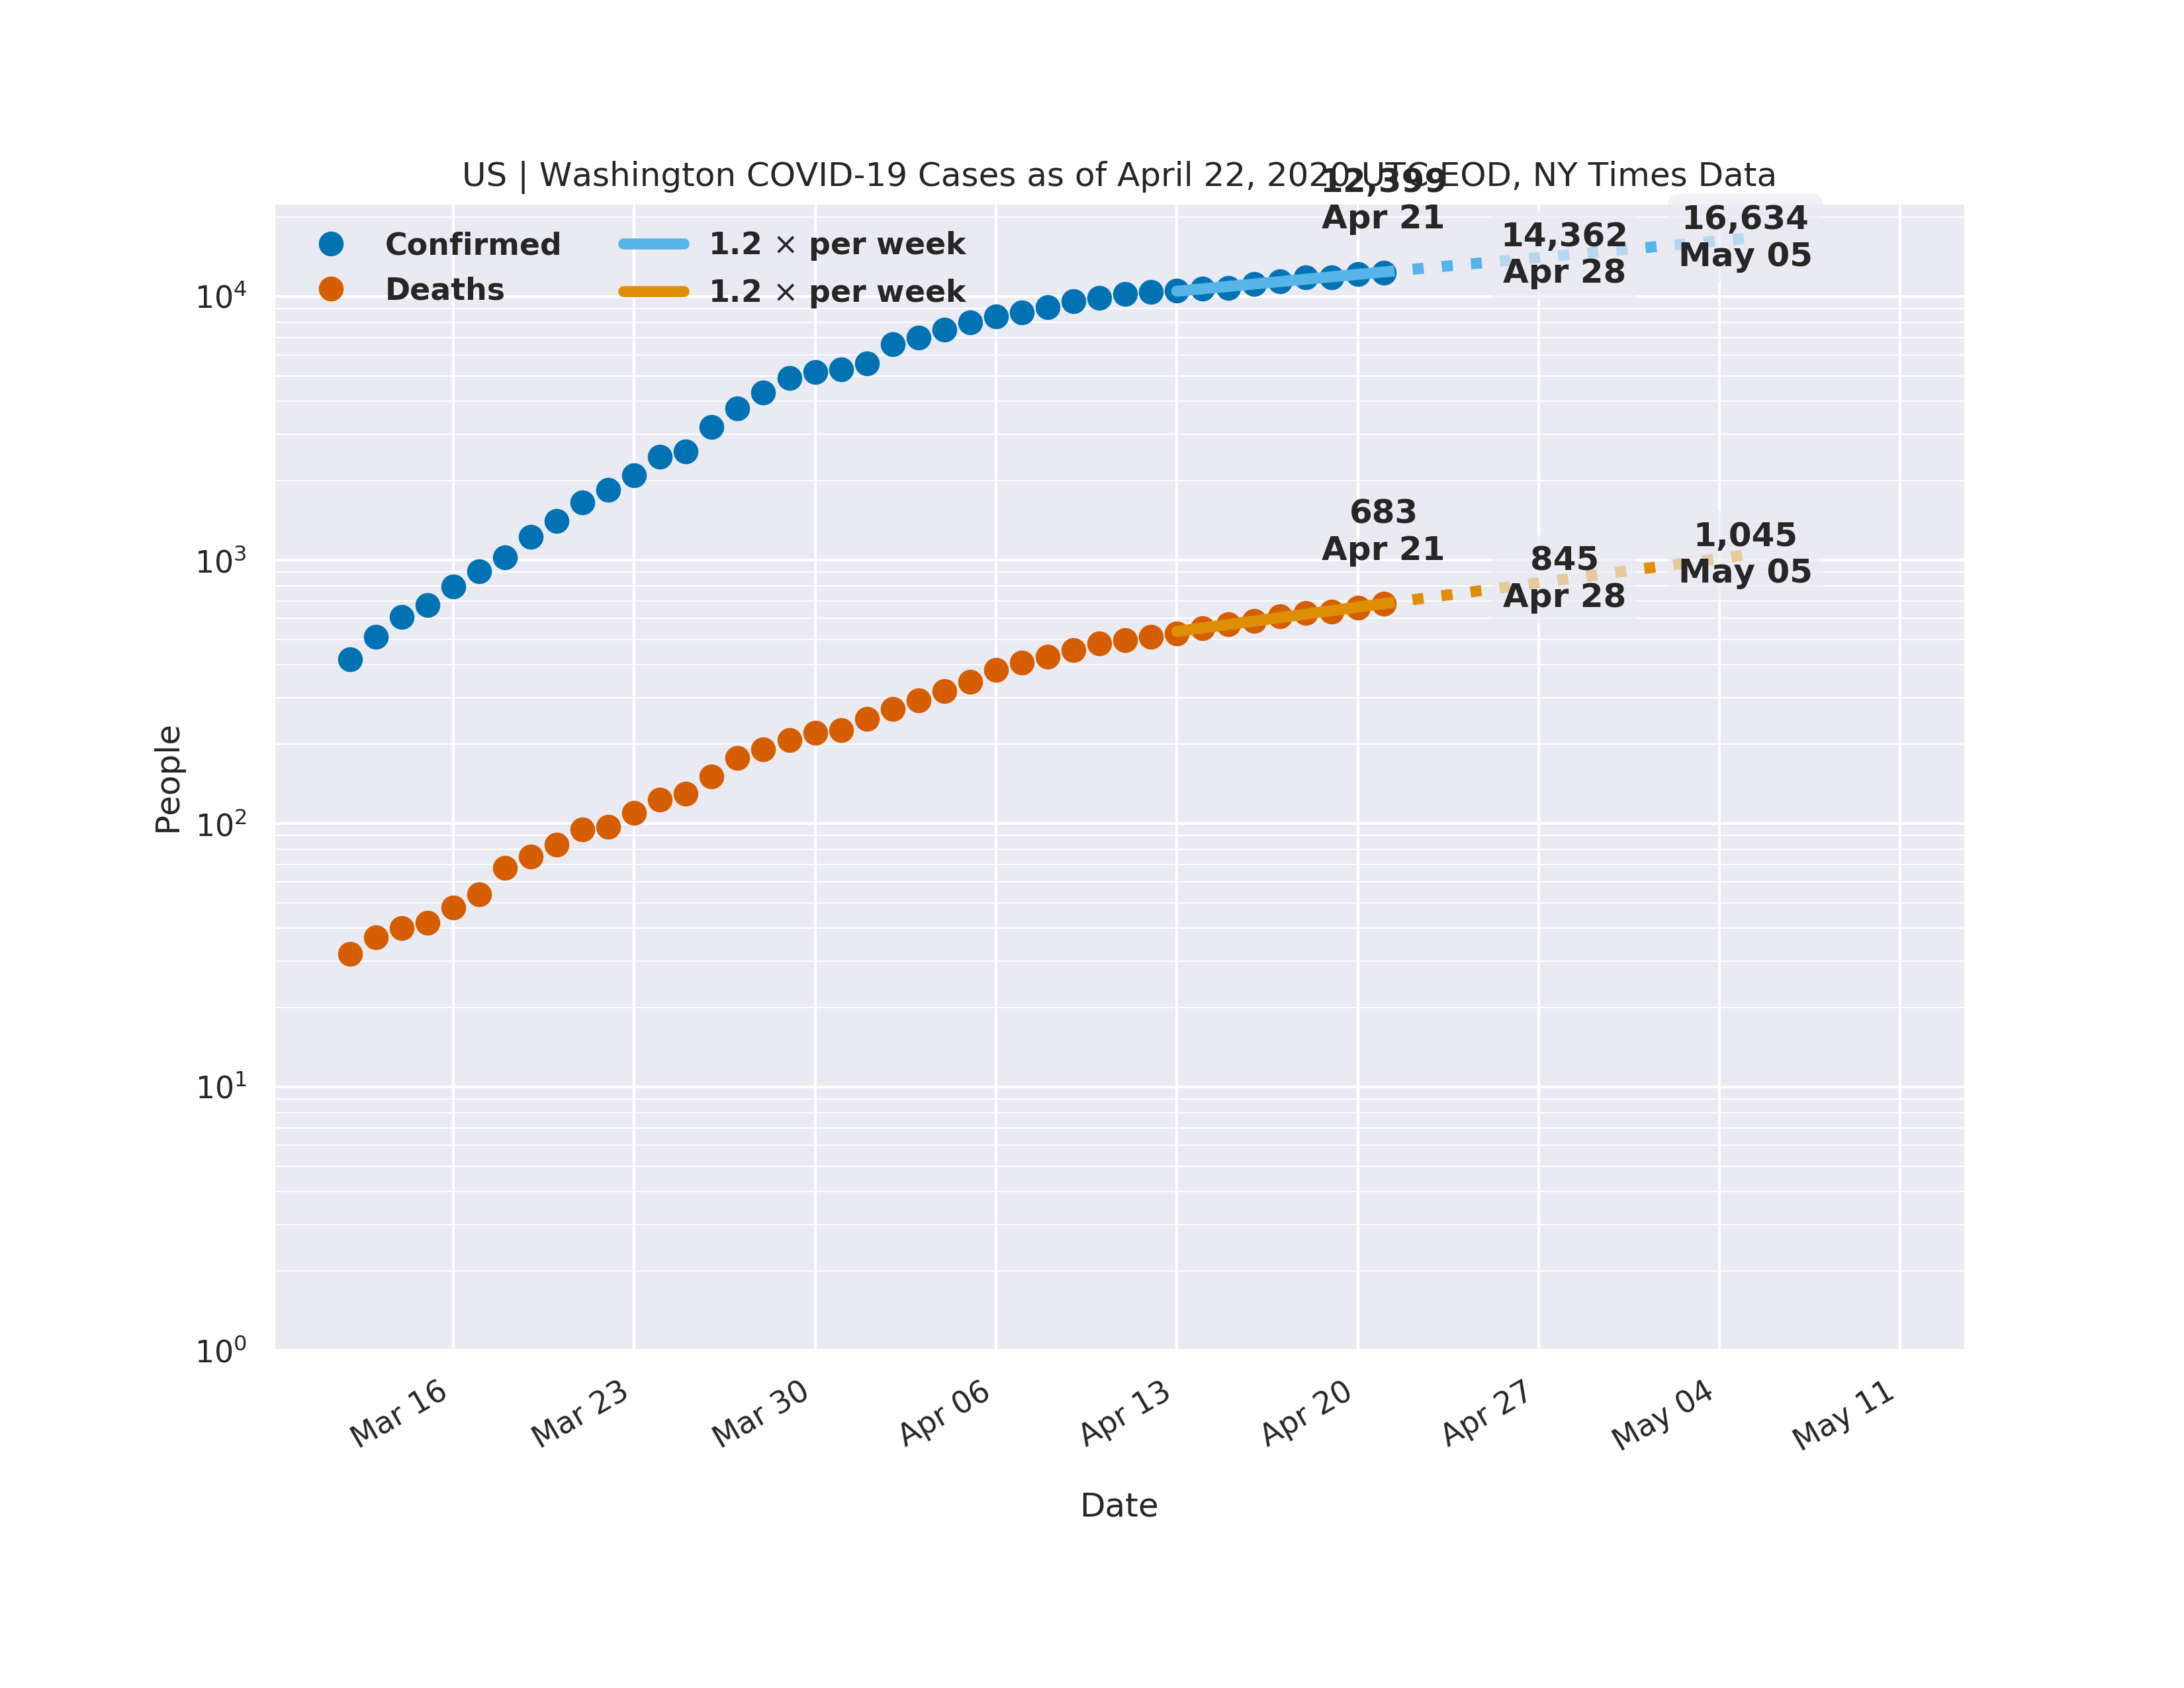 US | Washington COVID-19 Cases as of April 22, 2020 UTC EOD, NY Times Data
12,399
Apr 21
14,362
Apr 28
16,634
May 05
Confirmed
Deaths
1.2 × per week
1.2 × per week
683
Apr 21
845
Apr 28
1,045
May 05
People
10⁴
10³
10²
10¹
10⁰
Mar 16
Mar 23
Mar 30
Apr 06
Apr 13
Apr 20
Apr 27
May 04
May 11
Date